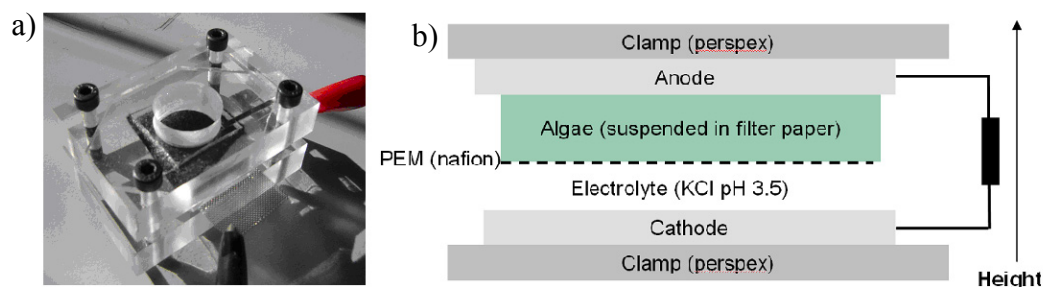 a)
b)
Clamp (perspex)
Anode
Algae (suspended in filter paper)
PEM (nafion)
Electrolyte (KCl pH 3.5)
Cathode
Clamp (perspex)
Height